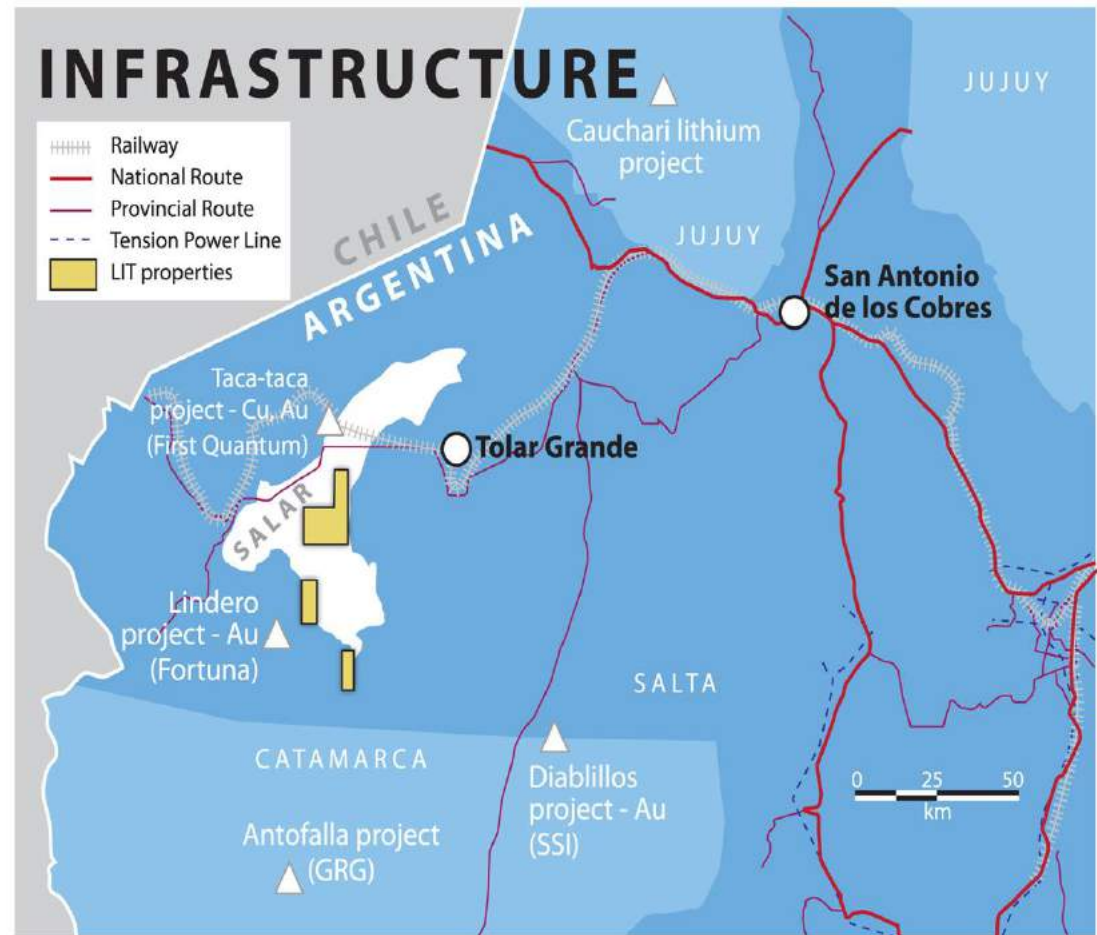 INFRASTRUCTURE
Railway
National Route
Provincial Route
Tension Power Line
LIT properties
CHILE
ARGENTINA
Cauchari lithium
project
JUJUY
JUJUY
San Antonio
de los Cobres
Taca-taca
project - Cu, Au
(First Quantum)
Tolar Grande
SALAR
Lindero
project - Au
(Fortuna)
SALTA
CATAMARCA
Diablillos
project - Au
(SSI)
Antofalla project
(GRG)
0 25 50
km